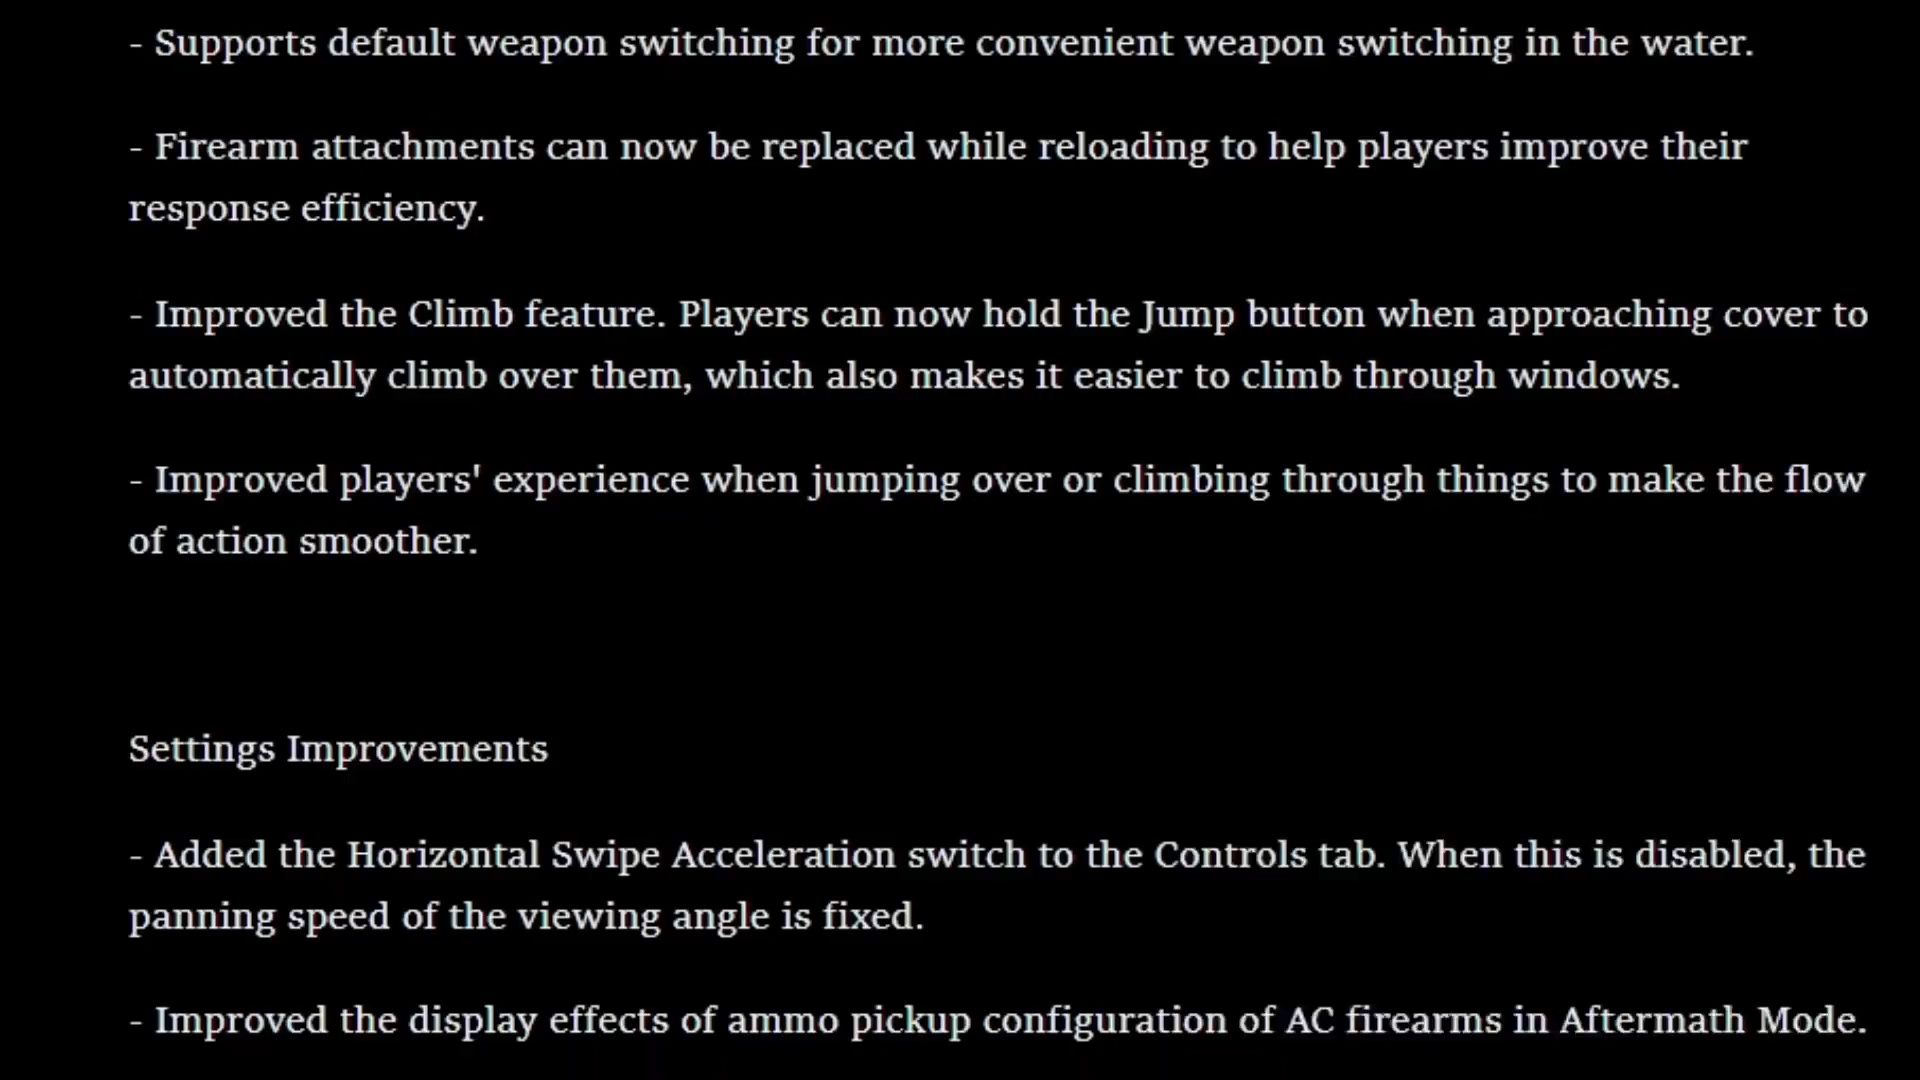 - Supports default weapon switching for more convenient weapon switching in the water.
- Firearm attachments can now be replaced while reloading to help players improve their
response efficiency.
- Improved the Climb feature. Players can now hold the Jump button when approaching cover to
automatically climb over them, which also makes it easier to climb through windows.
- Improved players' experience when jumping over or climbing through things to make the flow
of action smoother.
Settings Improvements
- Added the Horizontal Swipe Acceleration switch to the Controls tab. When this is disabled, the
panning speed of the viewing angle is fixed.
- Improved the display effects of ammo pickup configuration of AC firearms in Aftermath Mode.